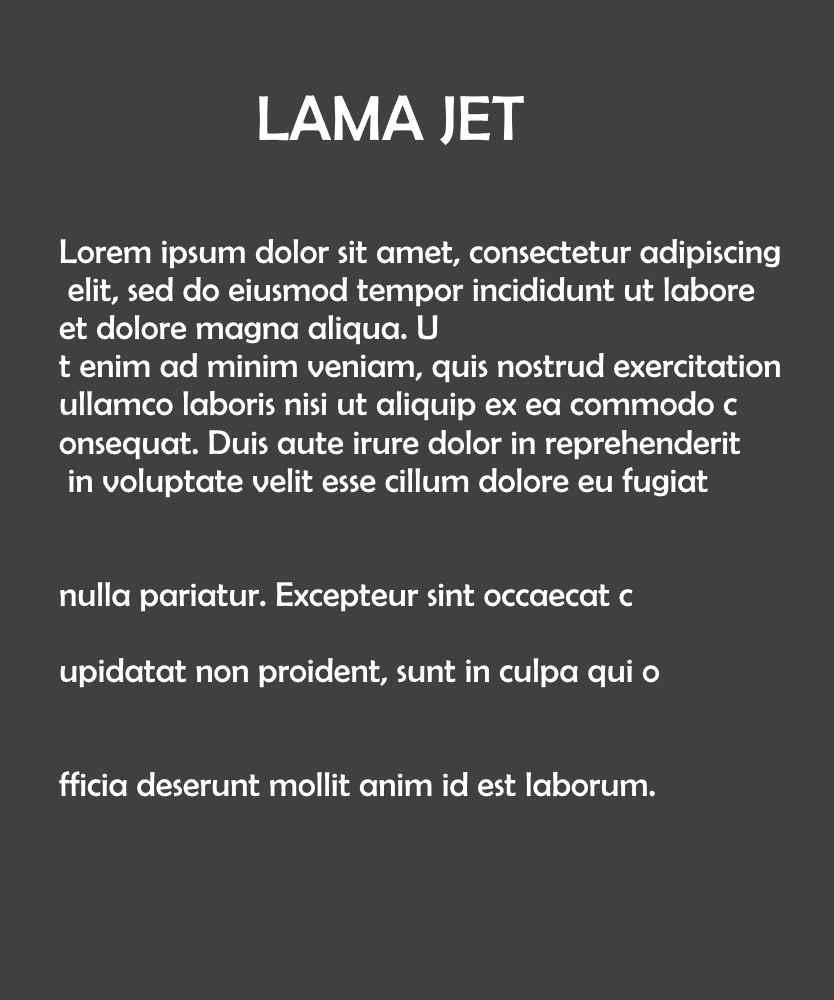 LAMA JET
Lorem ipsum dolor sit amet, consectetur adipiscing
elit, sed do eiusmod tempor incididunt ut labore
et dolore magna aliqua. U
t enim ad minim veniam, quis nostrud exercitation
ullamco laboris nisi ut aliquip ex ea commodo c
onsequat. Duis aute irure dolor in reprehenderit
in voluptate velit esse cillum dolore eu fugiat
nulla pariatur. Excepteur sint occaecat c
upidatat non proident, sunt in culpa qui o
fficia deserunt mollit anim id est laborum.